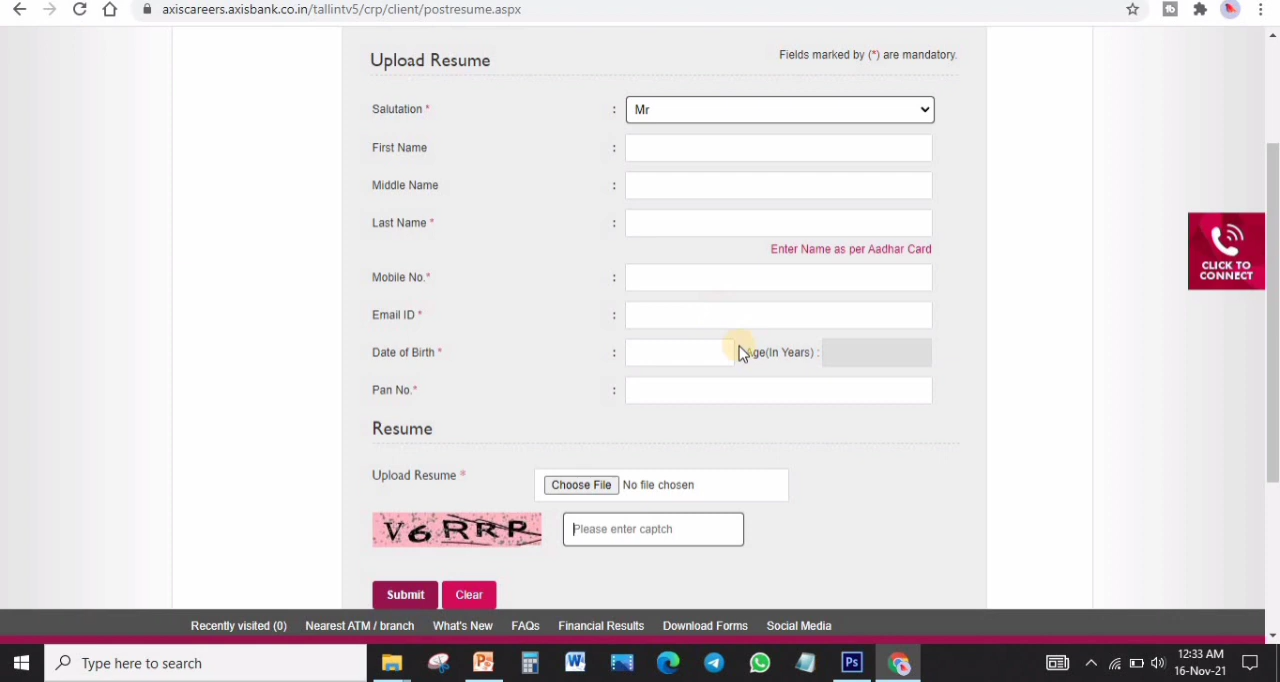 axiscareers.axisbank.co.in/tallintv5/crp/client/postresume.aspx
Upload Resume
Fields marked by (*) are mandatory.
Salutation * : Mr
First Name :
Middle Name :
Last Name * :
Enter Name as per Aadhar Card
CLICK TO
CONNECT
Mobile No.* :
Email ID * :
Date of Birth * : Age(In Years) :
Pan No.* :
Resume
Upload Resume * Choose File No file chosen
V6RRP Please enter captch
Submit Clear
Recently visited (0) Nearest ATM / branch What's New FAQs Financial Results Download Forms Social Media
Type here to search
12:33 AM
16-Nov-21